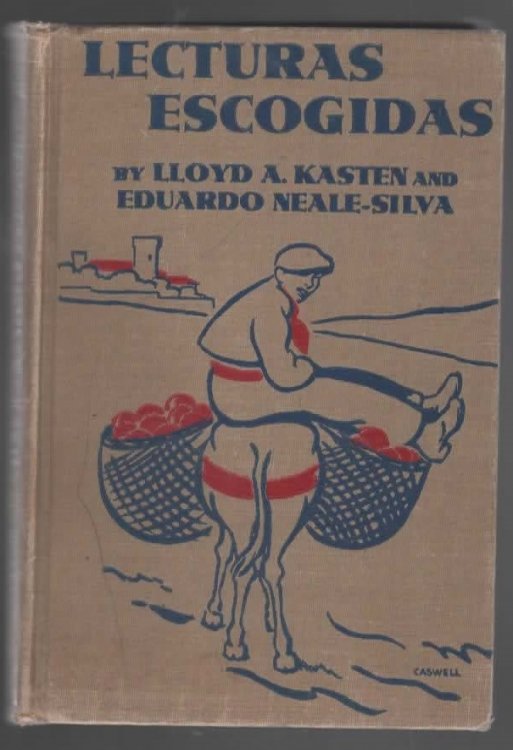 LECTURAS
ESCOGIDAS
BY LLOYD A. KASTEN AND
EDUARDO NEALE-SILVA
CASWELL